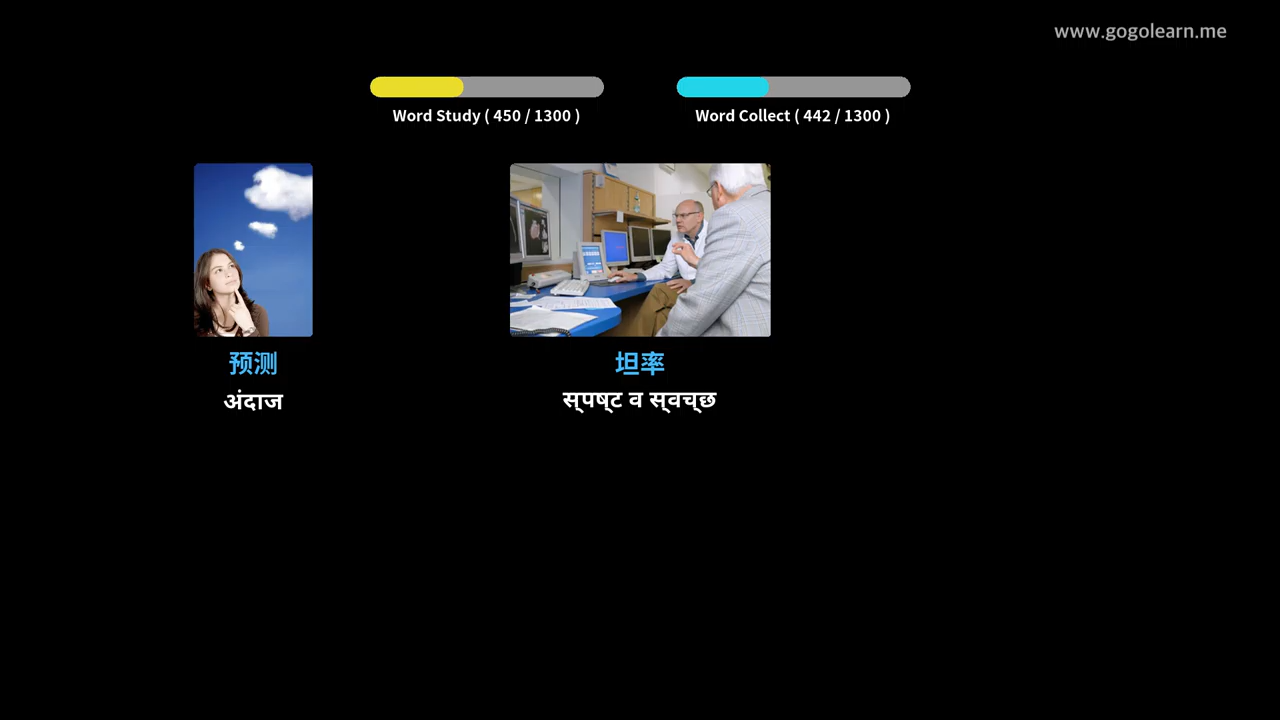 www.gogolearn.me
Word Study ( 450 / 1300 )
Word Collect ( 442 / 1300 )
预测
अंदाज
坦率
स्पष्ट व स्वच्छ